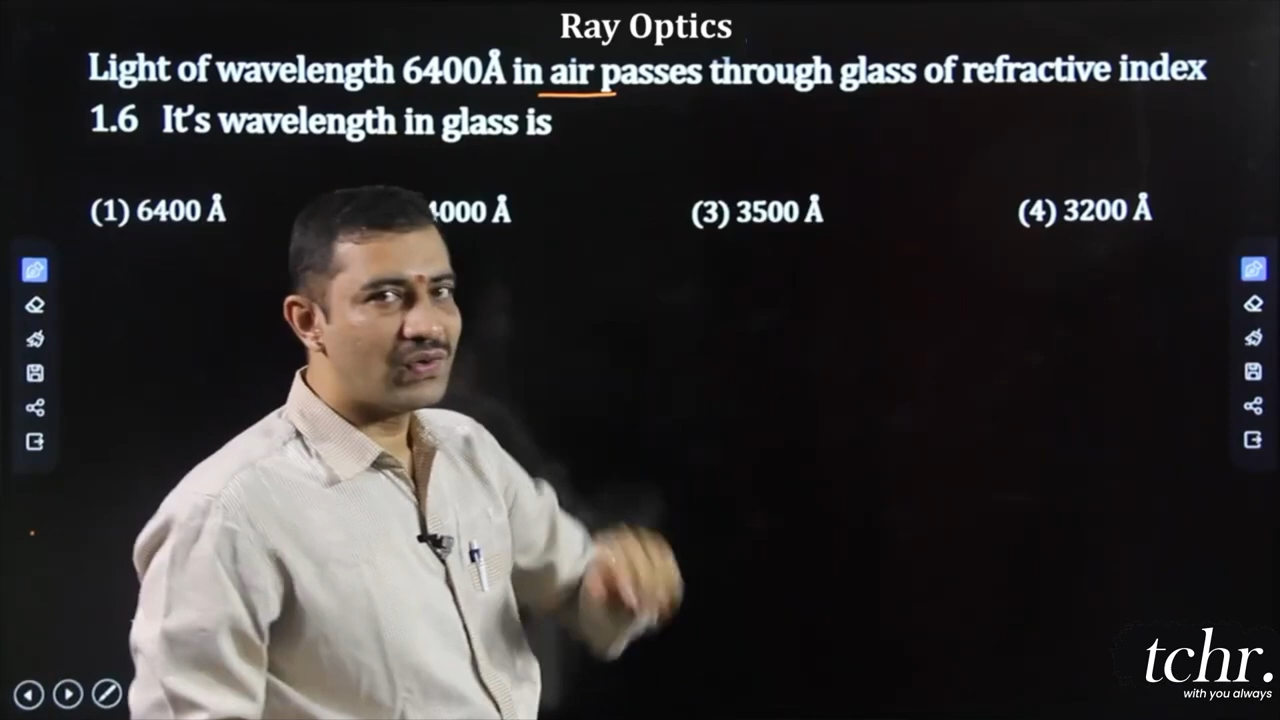 Ray Optics
Light of wavelength 6400Å in air passes through glass of refractive index
1.6 It's wavelength in glass is
(1) 6400 Å 4000 Å (3) 3500 Å (4) 3200 Å
tchr.
with you always